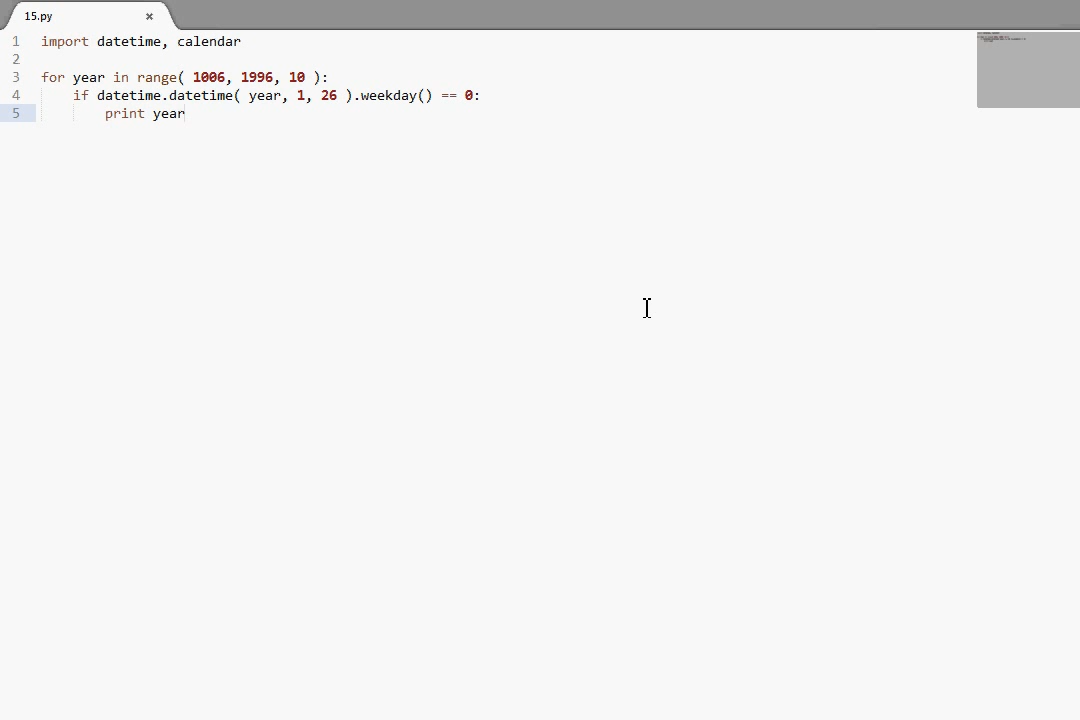 15.py ×
1 import datetime, calendar
2
3 for year in range( 1006, 1996, 10 ):
4     if datetime.datetime( year, 1, 26 ).weekday() == 0:
5         print year